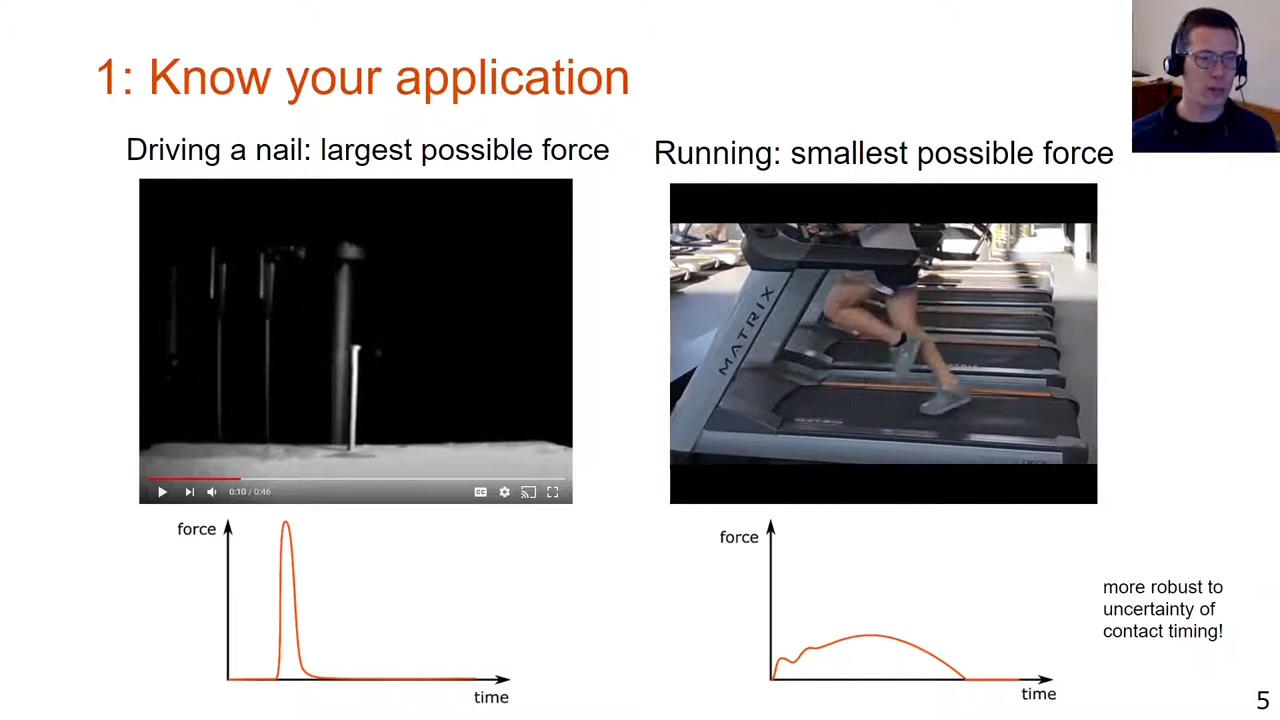 1: Know your application
Driving a nail: largest possible force
Running: smallest possible force
MATRIX
0:10 / 0:46
force
time
force
time
more robust to
uncertainty of
contact timing!
5